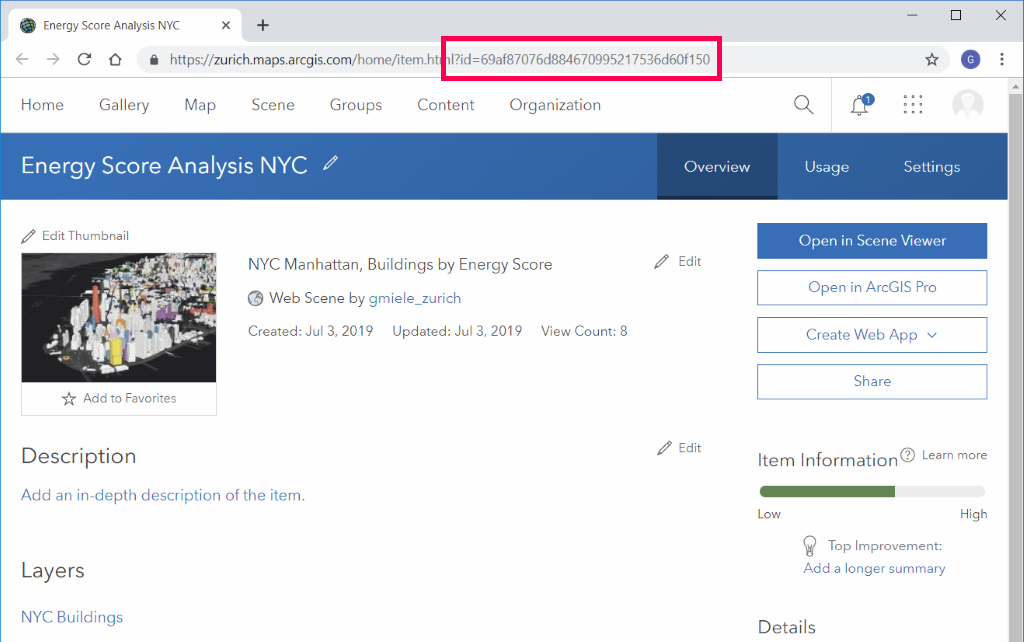 Energy Score Analysis NYC
https://zurich.maps.arcgis.com/home/item.html?id=69af87076d884670995217536d60f150
G
Home Gallery Map Scene Groups Content Organization
1
Energy Score Analysis NYC
Overview Usage Settings
Edit Thumbnail
NYC Manhattan, Buildings by Energy Score
Edit
Web Scene by gmiele_zurich
Created: Jul 3, 2019 Updated: Jul 3, 2019 View Count: 8
Add to Favorites
Open in Scene Viewer
Open in ArcGIS Pro
Create Web App
Share
Description
Edit
Add an in-depth description of the item.
Item Information ? Learn more
Low High
Top Improvement:
Add a longer summary
Layers
NYC Buildings
Details